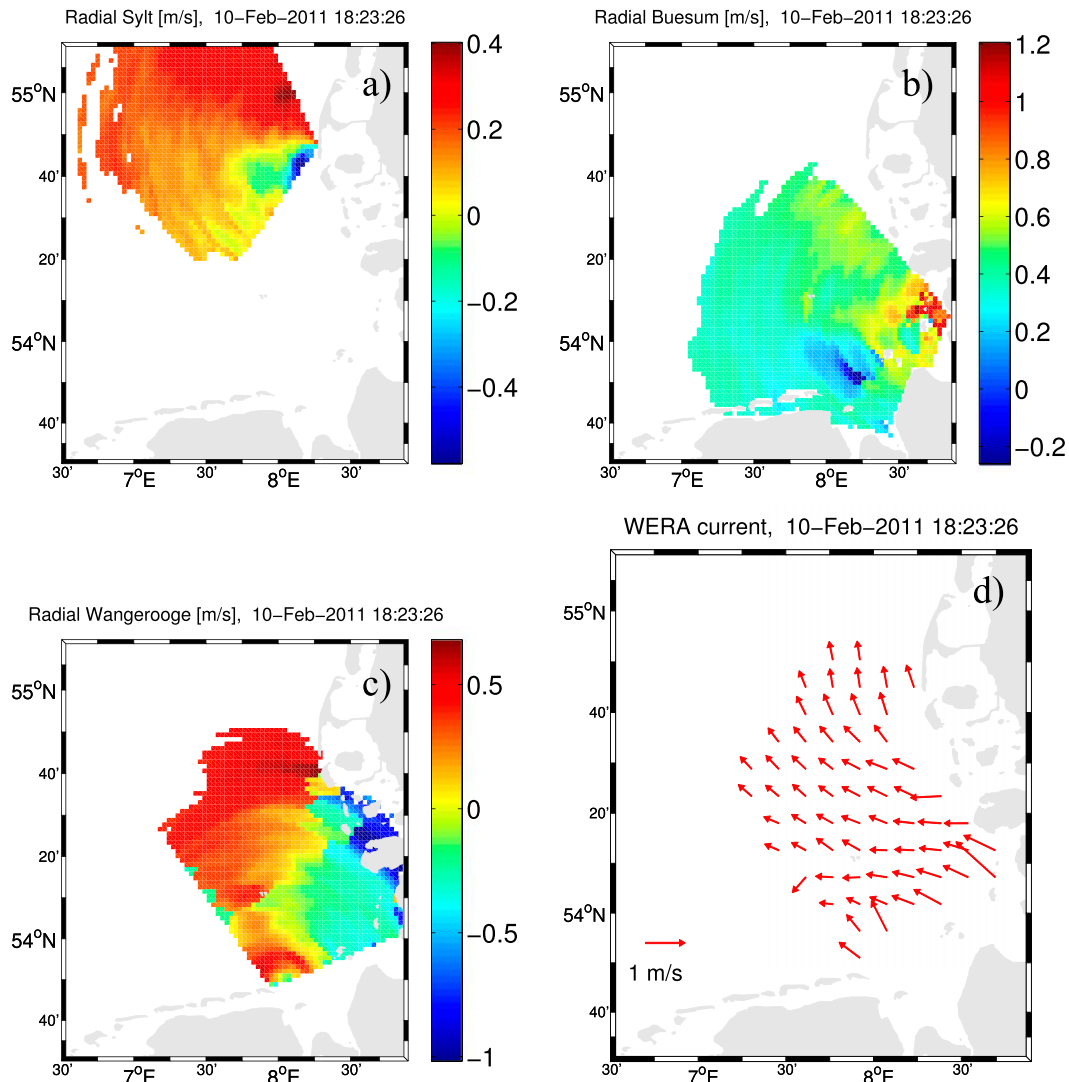 Radial Sylt [m/s],  10−Feb−2011 18:23:26
a)
55°N
40'
20'
54°N
40'
30'
7°E
30'
8°E
30'
0.4
0.2
0
−0.2
−0.4
Radial Buesum [m/s],  10−Feb−2011 18:23:26
b)
55°N
40'
20'
54°N
40'
30'
7°E
30'
8°E
30'
1.2
1
0.8
0.6
0.4
0.2
0
−0.2
Radial Wangerooge [m/s],  10−Feb−2011 18:23:26
c)
55°N
40'
20'
54°N
40'
30'
7°E
30'
8°E
30'
0.5
0
−0.5
−1
WERA current,  10−Feb−2011 18:23:26
d)
55°N
40'
20'
54°N
40'
1 m/s
30'
7°E
30'
8°E
30'